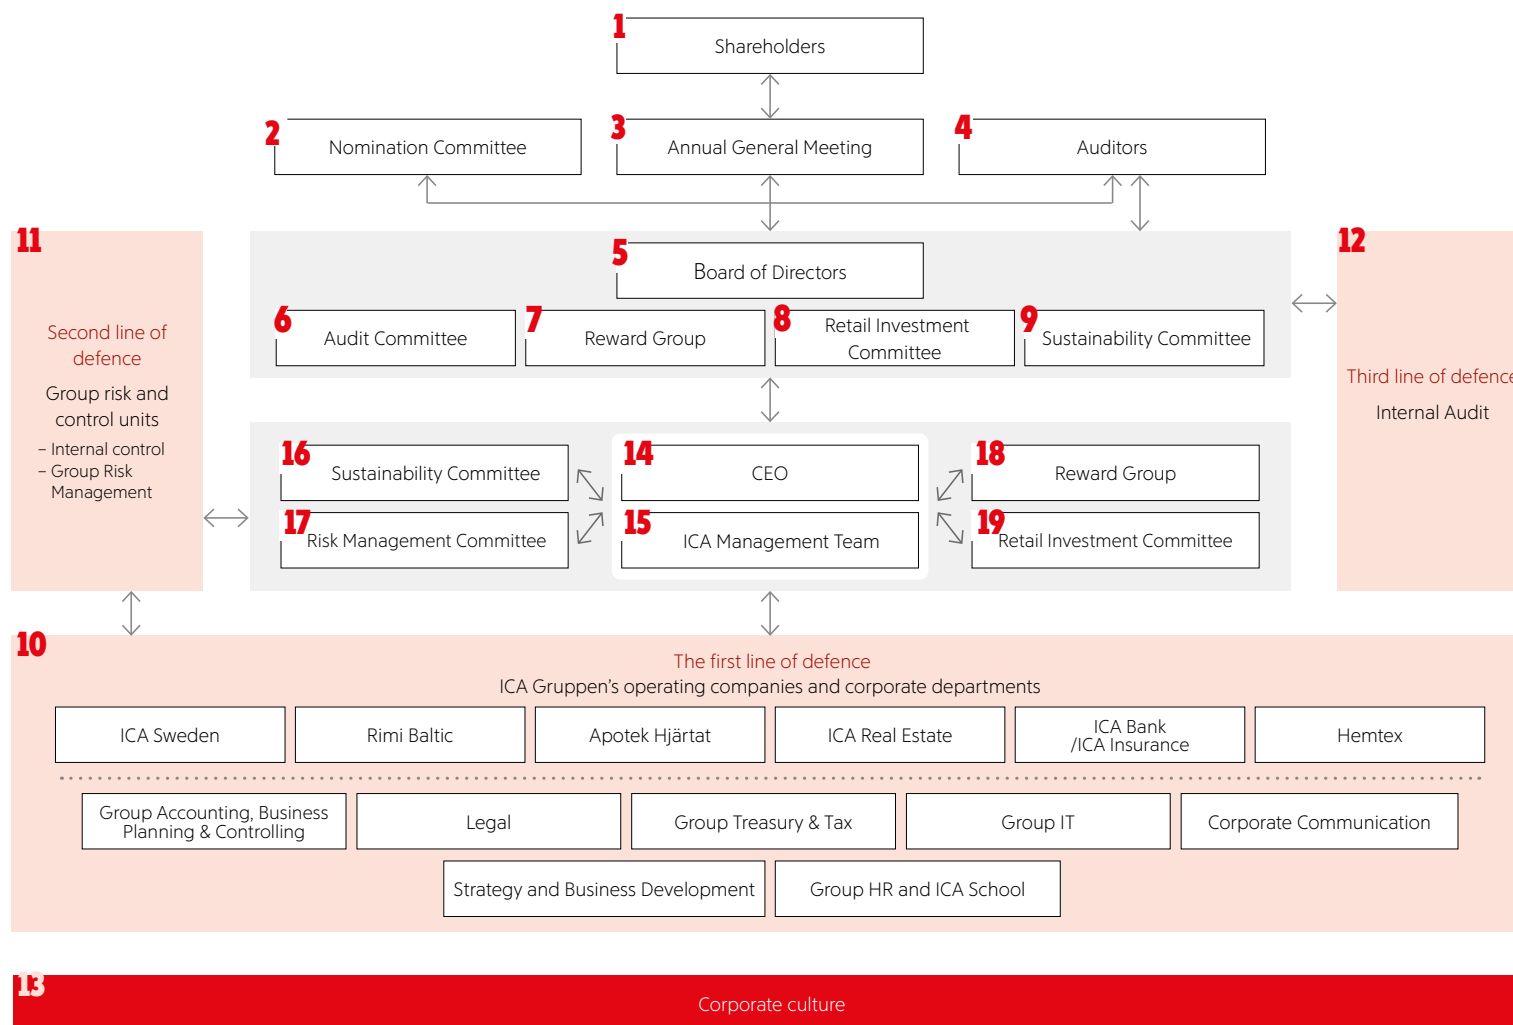 1
Shareholders
2
Nomination Committee
3
Annual General Meeting
4
Auditors
11
Second line of
defence
Group risk and
control units
– Internal control
– Group Risk
Management
5
Board of Directors
6
Audit Committee
7
Reward Group
8
Retail Investment
Committee
9
Sustainability Committee
12
Third line of defence
Internal Audit
16
Sustainability Committee
14
CEO
18
Reward Group
17
Risk Management Committee
15
ICA Management Team
19
Retail Investment Committee
10
The first line of defence
ICA Gruppen’s operating companies and corporate departments
ICA Sweden
Rimi Baltic
Apotek Hjärtat
ICA Real Estate
ICA Bank
/ICA Insurance
Hemtex
Group Accounting, Business
Planning & Controlling
Legal
Group Treasury & Tax
Group IT
Corporate Communication
Strategy and Business Development
Group HR and ICA School
13
Corporate culture